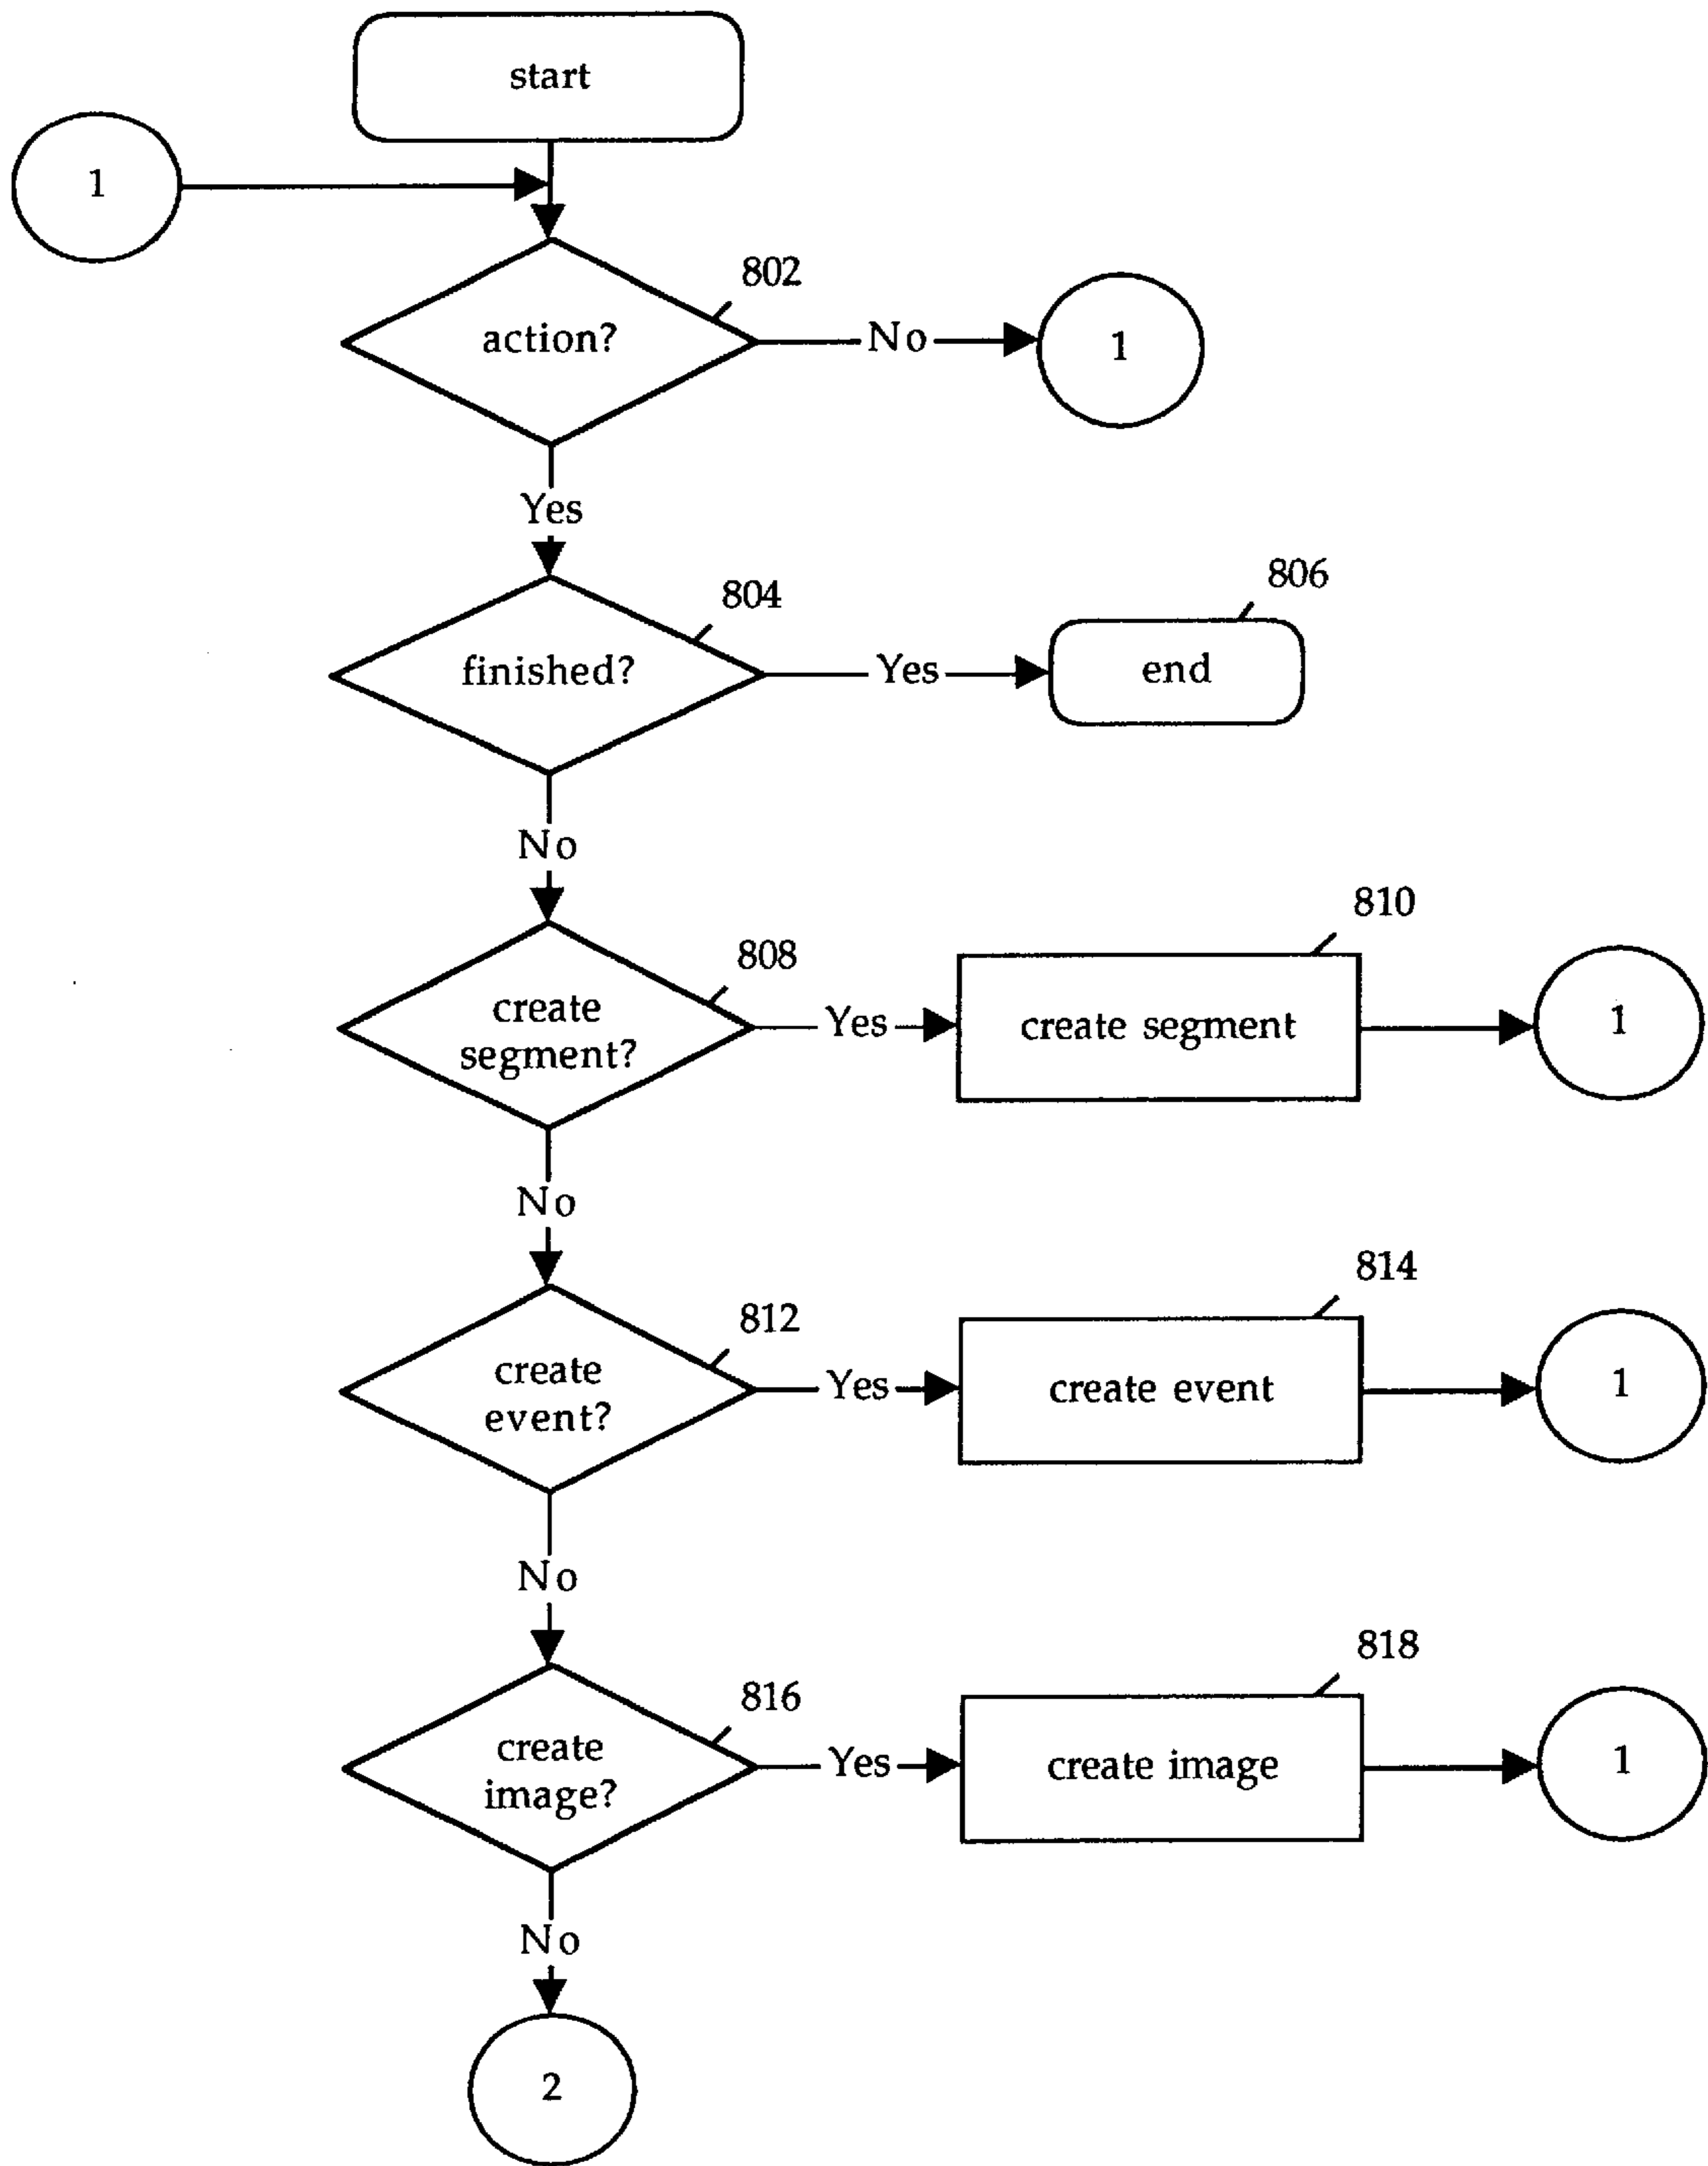 start
1
802
action?
No
1
Yes
804
806
finished?
Yes
end
No
810
808
create
segment?
Yes
create segment
1
No
814
812
create
event?
Yes
create event
1
No
818
816
create
image?
Yes
create image
1
No
2